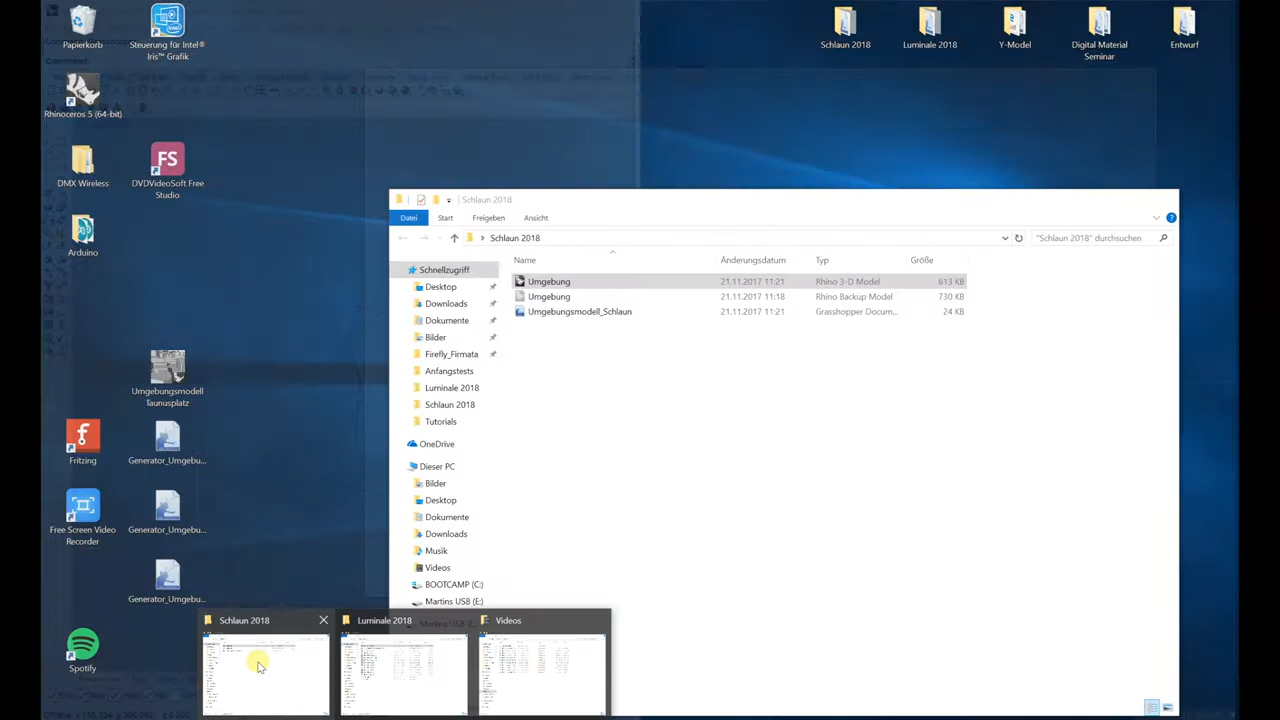 Papierkorb
Steuerung für Intel®
Iris™ Grafik
Schlaun 2018
Luminale 2018
Y-Model
Digital Material
Seminar
Entwurf
Command:
Rhinoceros 5 (64-bit)
DMX Wireless
FS
DVDVideoSoft Free
Studio
Arduino
Umgebungsmodell
Taunusplatz
Fritzing
Generator_Umgebu...
Free Screen Video
Recorder
Generator_Umgebu...
Generator_Umgebu...
Spotify
Schlaun 2018
Datei
Start
Freigeben
Ansicht
Schlaun 2018
"Schlaun 2018" durchsuchen
Name
Änderungsdatum
Typ
Größe
Umgebung 21.11.2017 11:21 Rhino 3-D Model 613 KB
Umgebung 21.11.2017 11:18 Rhino Backup Model 730 KB
Umgebungsmodell_Schlaun 21.11.2017 11:21 Grasshopper Docum... 24 KB
Schnellzugriff
Desktop
Downloads
Dokumente
Bilder
Firefly_Firmata
Anfangstests
Luminale 2018
Schlaun 2018
Tutorials
OneDrive
Dieser PC
Bilder
Desktop
Dokumente
Downloads
Musik
Videos
BOOTCAMP (C:)
Martins USB (E:)
Schlaun 2018
Luminale 2018
Videos